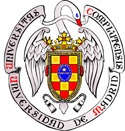 UNIVERSITAS COMPLUTENSIS
UNIVERSIDAD DE MADRID